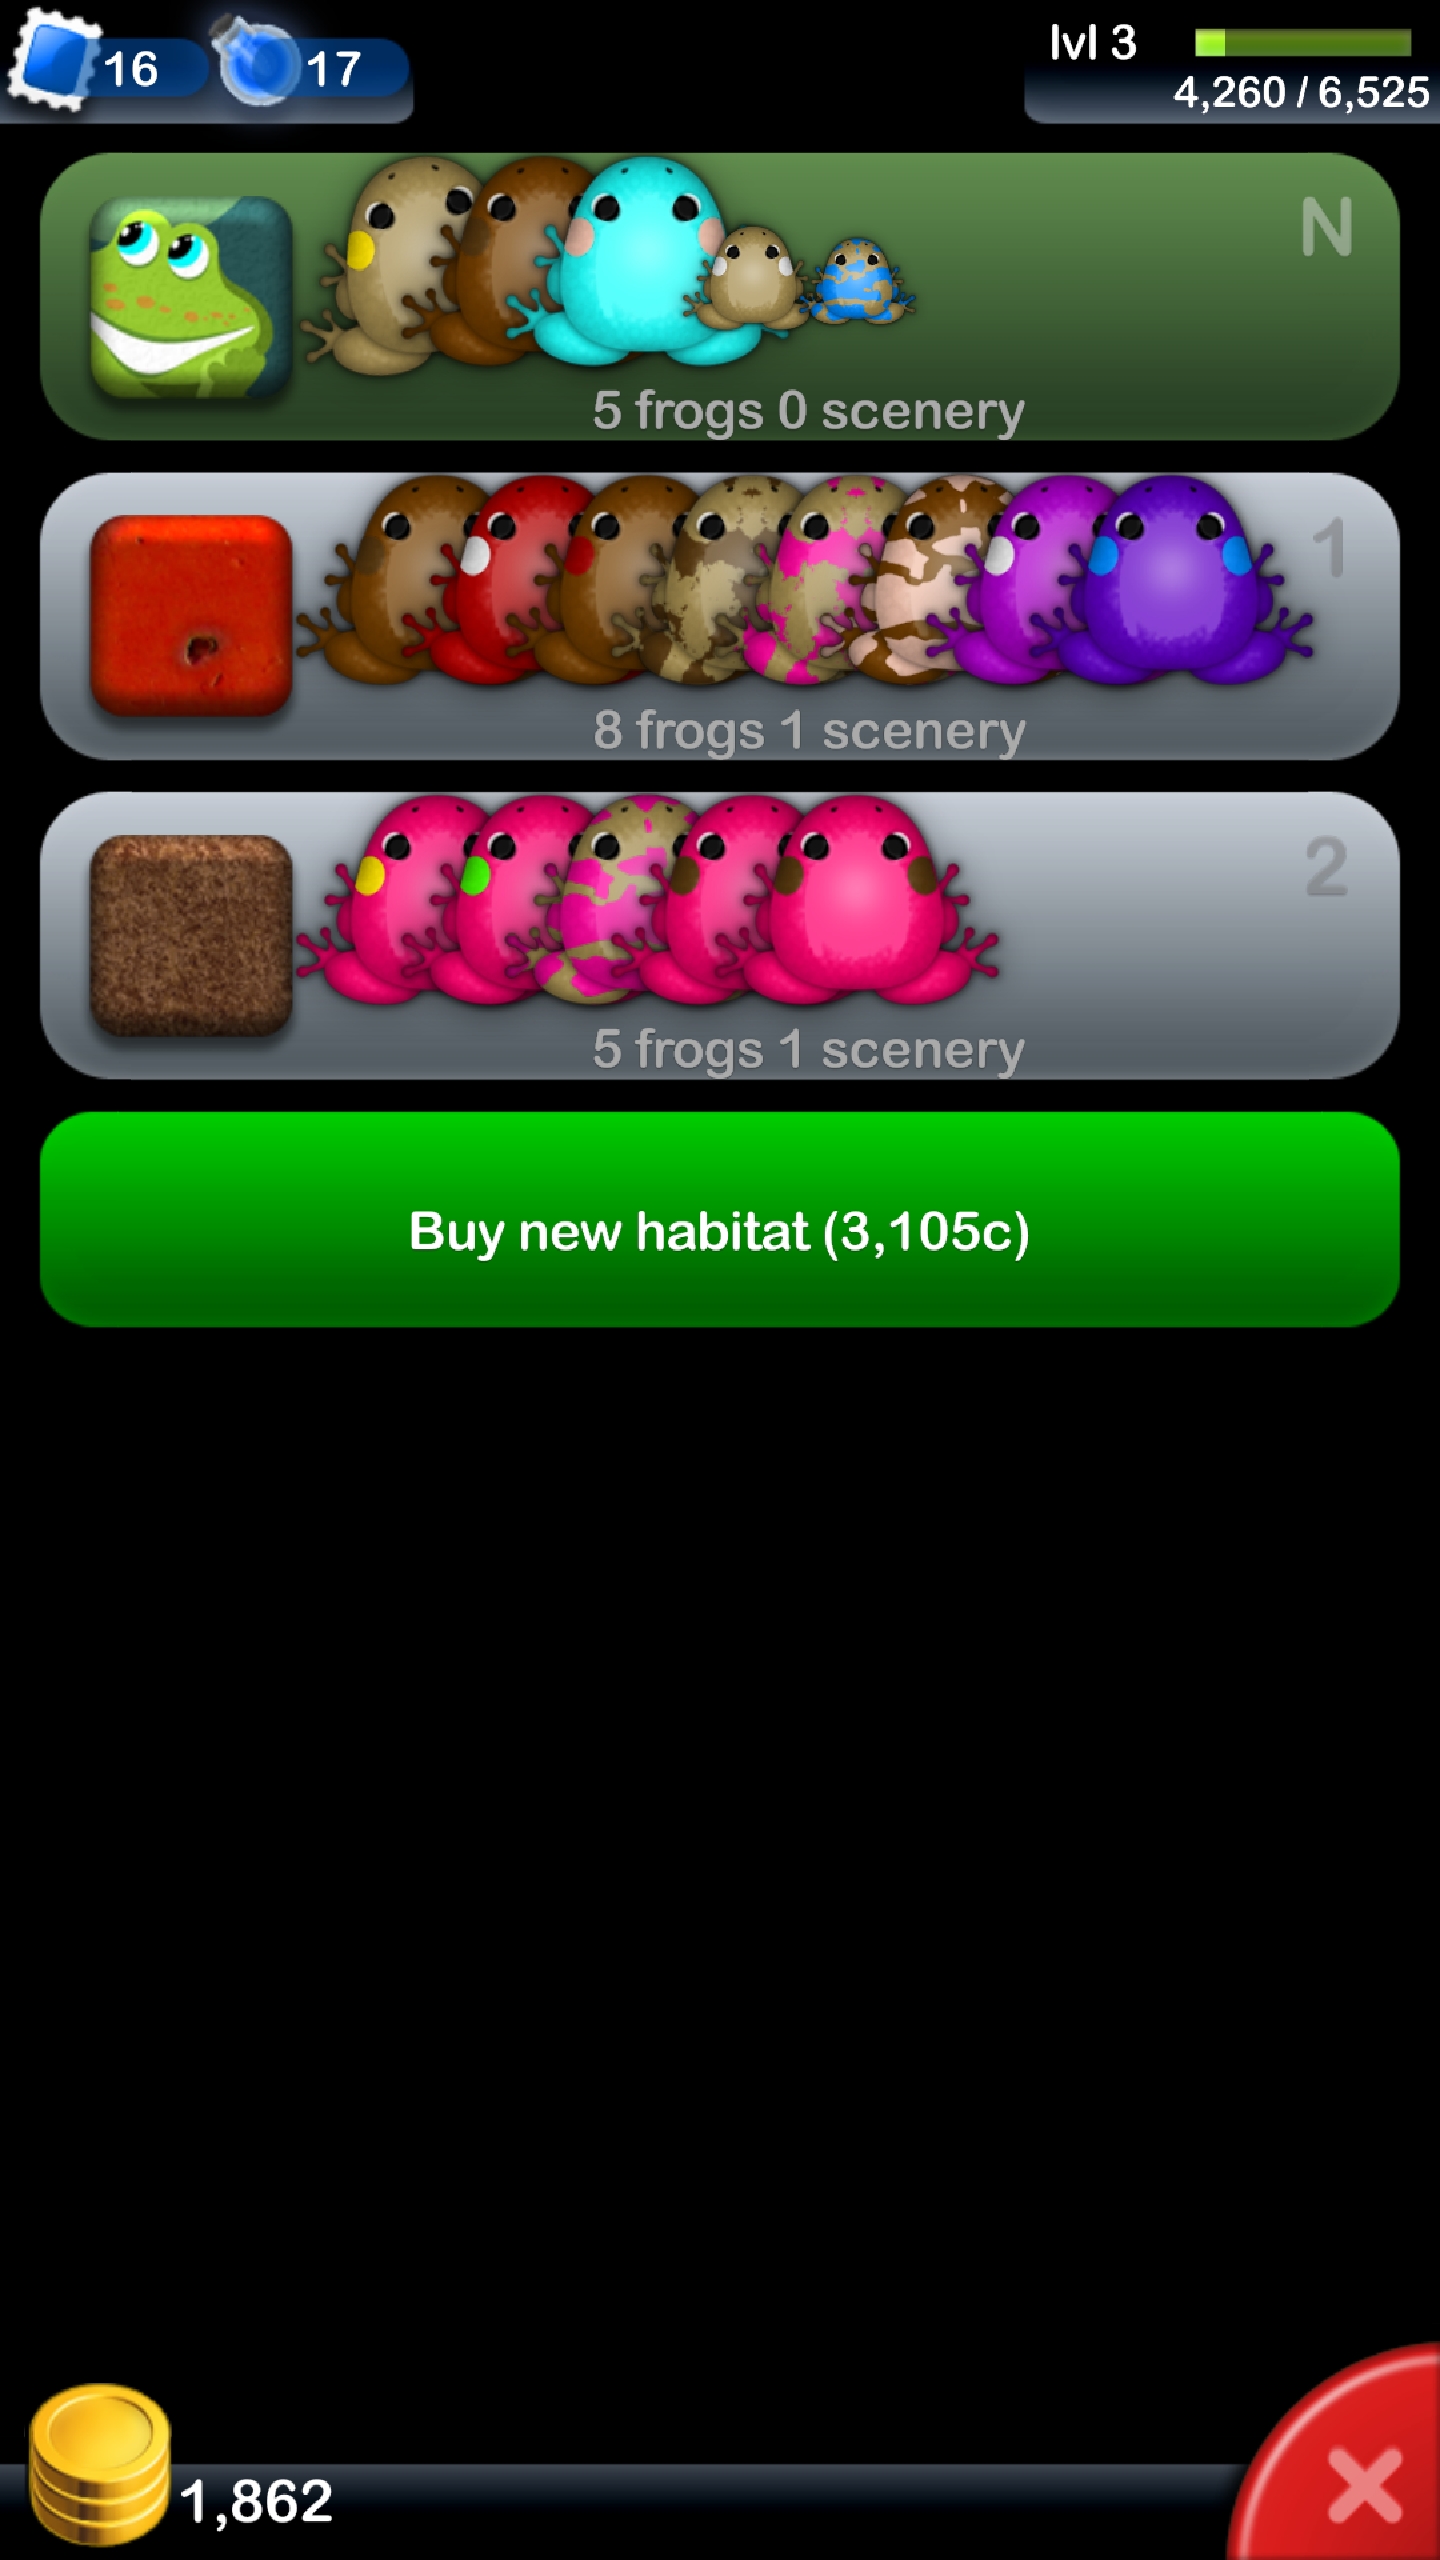 16
17
lvl 3
4,260 / 6,525
N
5 frogs 0 scenery
1
8 frogs 1 scenery
2
5 frogs 1 scenery
Buy new habitat (3,105c)
1,862